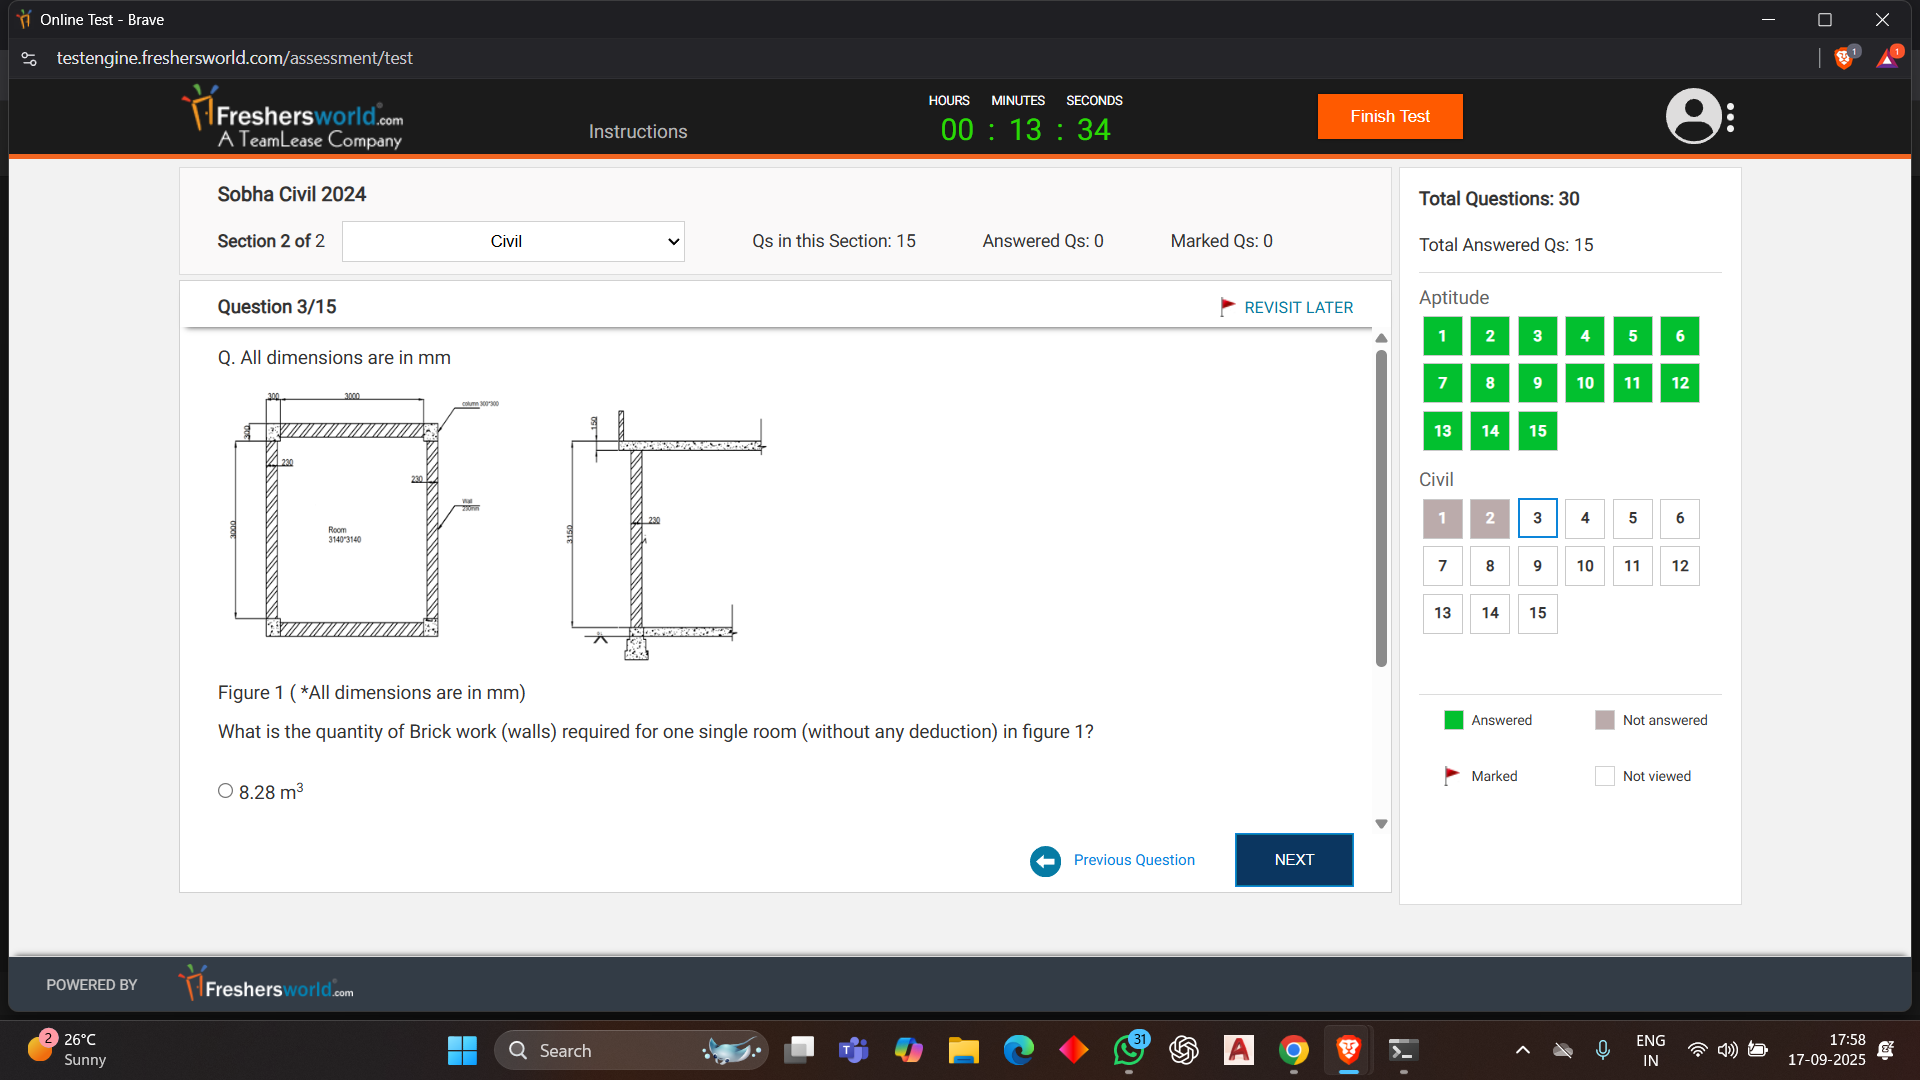 Online Test - Brave
testengine.freshersworld.com/assessment/test
1
1
Freshersworld.com
A TeamLease Company
Instructions
HOURS MINUTES SECONDS
00 : 13 : 34
Finish Test
Sobha Civil 2024
Section 2 of 2
Civil
Qs in this Section: 15
Answered Qs: 0
Marked Qs: 0
Question 3/15
REVISIT LATER
Q. All dimensions are in mm
300
3000
column 300*300
300
230
230
Wall
230mm
3000
Room
3140*3140
150
3150
230
Figure 1 ( *All dimensions are in mm)
What is the quantity of Brick work (walls) required for one single room (without any deduction) in figure 1?
8.28 m³
Previous Question
NEXT
Total Questions: 30
Total Answered Qs: 15
Aptitude
1 2 3 4 5 6
7 8 9 10 11 12
13 14 15
Civil
1 2 3 4 5 6
7 8 9 10 11 12
13 14 15
Answered
Not answered
Marked
Not viewed
POWERED BY
Freshersworld.com
2
26°C
Sunny
Search
31
ENG
IN
17:58
17-09-2025